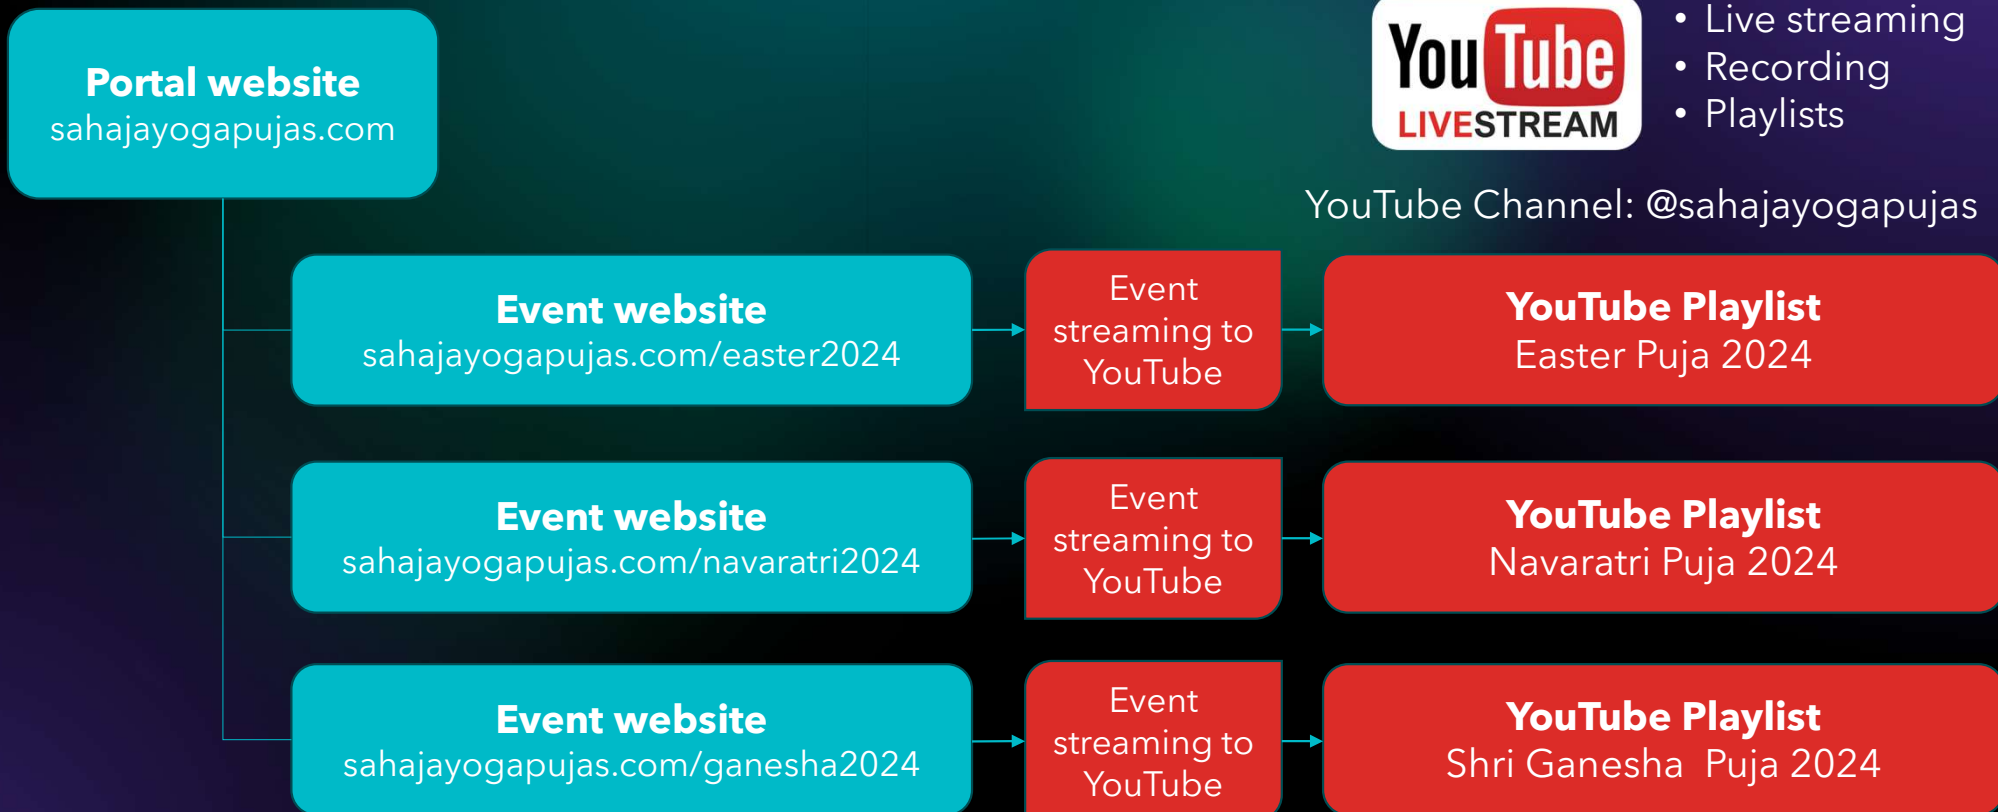 Portal website
sahajayogapujas.com
YouTube
LIVESTREAM
• Live streaming
• Recording
• Playlists
YouTube Channel: @sahajayogapujas
Event website
sahajayogapujas.com/easter2024
Event
streaming to
YouTube
YouTube Playlist
Easter Puja 2024
Event website
sahajayogapujas.com/navaratri2024
Event
streaming to
YouTube
YouTube Playlist
Navaratri Puja 2024
Event website
sahajayogapujas.com/ganesha2024
Event
streaming to
YouTube
YouTube Playlist
Shri Ganesha  Puja 2024